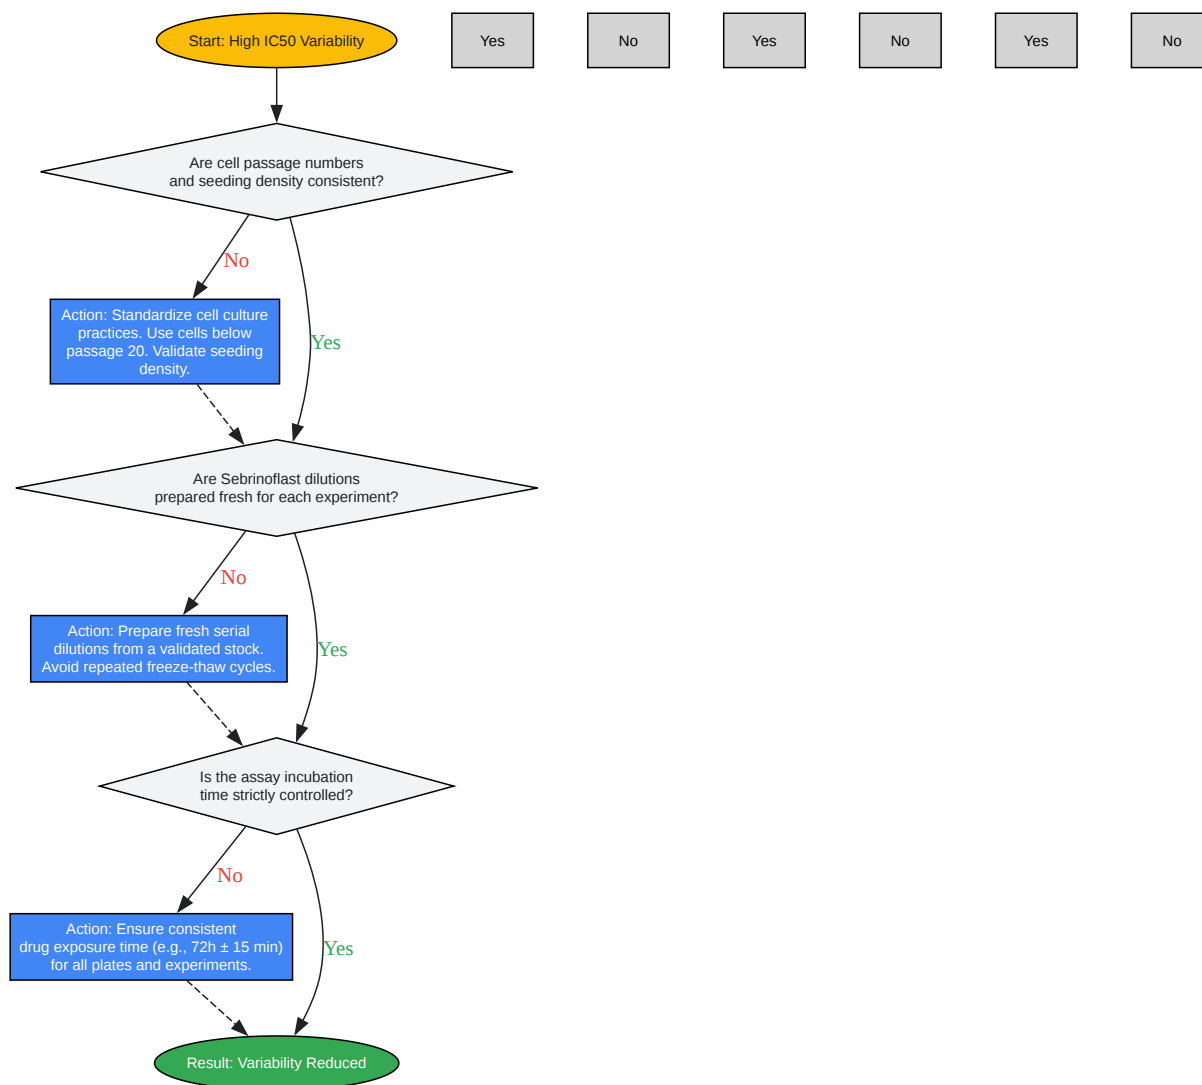 Start: High IC50 Variability
Yes
No
Yes
No
Yes
No
Are cell passage numbers
and seeding density consistent?
No
Action: Standardize cell culture
practices. Use cells below
passage 20. Validate seeding
density.
Yes
Are Sebrinoflast dilutions
prepared fresh for each experiment?
No
Action: Prepare fresh serial
dilutions from a validated stock.
Avoid repeated freeze-thaw cycles.
Yes
Is the assay incubation
time strictly controlled?
No
Action: Ensure consistent
drug exposure time (e.g., 72h ± 15 min)
for all plates and experiments.
Yes
Result: Variability Reduced